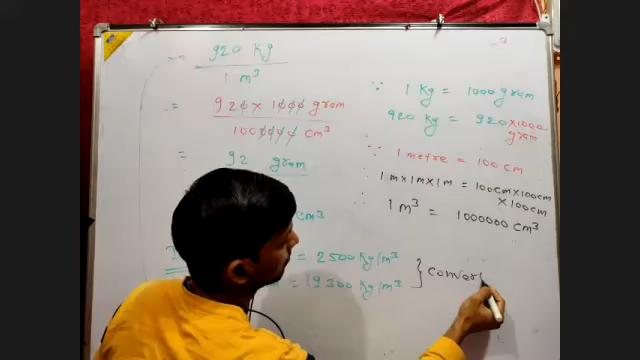 920 kg
1 m³
= 920 × 1000 gram
1000000 cm³
= 92 gram
cm³
∵ 1 Kg = 1000 gram
920 kg = 920×1000 gram
∵ 1 metre = 100 cm
∴ 1m×1m×1m = 100cm×100cm ×100cm
∴ 1 m³ = 1000000 cm³
= 2500 Kg/m³
= 19300 Kg/m³
} conver